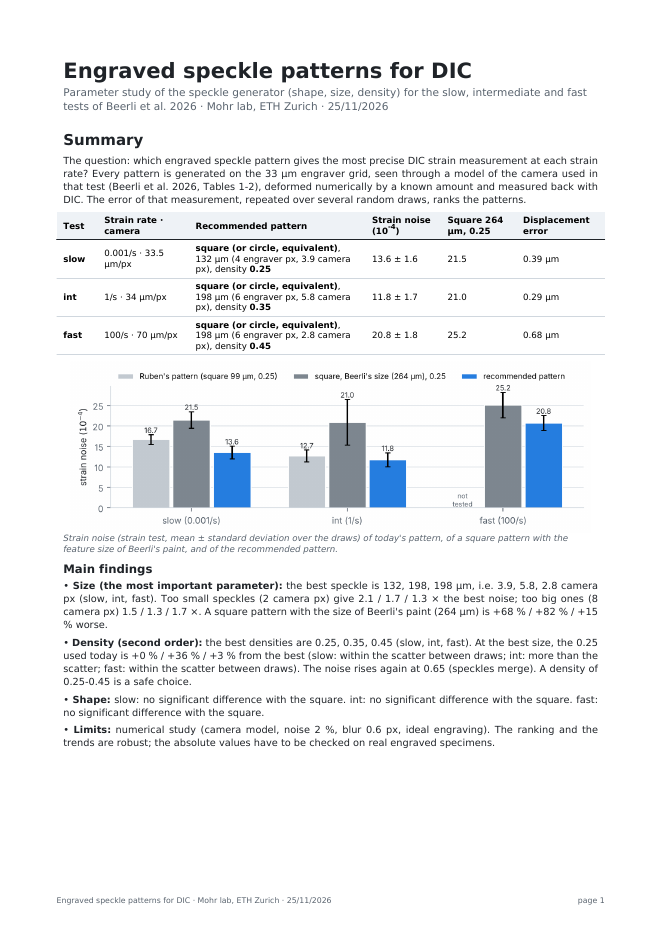 Engraved speckle patterns for DIC
Parameter study of the speckle generator (shape, size, density) for the slow, intermediate and fast
tests of Beerli et al. 2026 · Mohr lab, ETH Zurich · 25/11/2026
Summary
The question: which engraved speckle pattern gives the most precise DIC strain measurement at each strain
rate? Every pattern is generated on the 33 µm engraver grid, seen through a model of the camera used in
that test (Beerli et al. 2026, Tables 1-2), deformed numerically by a known amount and measured back with
DIC. The error of that measurement, repeated over several random draws, ranks the patterns.
Test
Strain rate ·
camera
Recommended pattern
Strain noise
(10⁻⁴)
Square 264
µm, 0.25
Displacement
error
slow
0.001/s · 33.5
µm/px
square (or circle, equivalent),
132 µm (4 engraver px, 3.9 camera
px), density 0.25
13.6 ± 1.6
21.5
0.39 µm
int
1/s · 34 µm/px
square (or circle, equivalent),
198 µm (6 engraver px, 5.8 camera
px), density 0.35
11.8 ± 1.7
21.0
0.29 µm
fast
100/s · 70 µm/px
square (or circle, equivalent),
198 µm (6 engraver px, 2.8 camera
px), density 0.45
20.8 ± 1.8
25.2
0.68 µm
Ruben's pattern (square 99 µm, 0.25)
square, Beerli's size (264 µm), 0.25
recommended pattern
strain noise (10⁻⁴)
25
20
15
10
5
0
16.7
21.5
13.6
12.7
21.0
11.8
not
tested
25.2
20.8
slow (0.001/s)
int (1/s)
fast (100/s)
Strain noise (strain test, mean ± standard deviation over the draws) of today's pattern, of a square pattern with the
feature size of Beerli's paint, and of the recommended pattern.
Main findings
• Size (the most important parameter): the best speckle is 132, 198, 198 µm, i.e. 3.9, 5.8, 2.8 camera
px (slow, int, fast). Too small speckles (2 camera px) give 2.1 / 1.7 / 1.3 × the best noise; too big ones (8
camera px) 1.5 / 1.3 / 1.7 ×. A square pattern with the size of Beerli's paint (264 µm) is +68 % / +82 % / +15
% worse.
• Density (second order): the best densities are 0.25, 0.35, 0.45 (slow, int, fast). At the best size, the 0.25
used today is +0 % / +36 % / +3 % from the best (slow: within the scatter between draws; int: more than the
scatter; fast: within the scatter between draws). The noise rises again at 0.65 (speckles merge). A density of
0.25-0.45 is a safe choice.
• Shape: slow: no significant difference with the square. int: no significant difference with the square. fast:
no significant difference with the square.
• Limits: numerical study (camera model, noise 2 %, blur 0.6 px, ideal engraving). The ranking and the
trends are robust; the absolute values have to be checked on real engraved specimens.
Engraved speckle patterns for DIC · Mohr lab, ETH Zurich · 25/11/2026
page 1